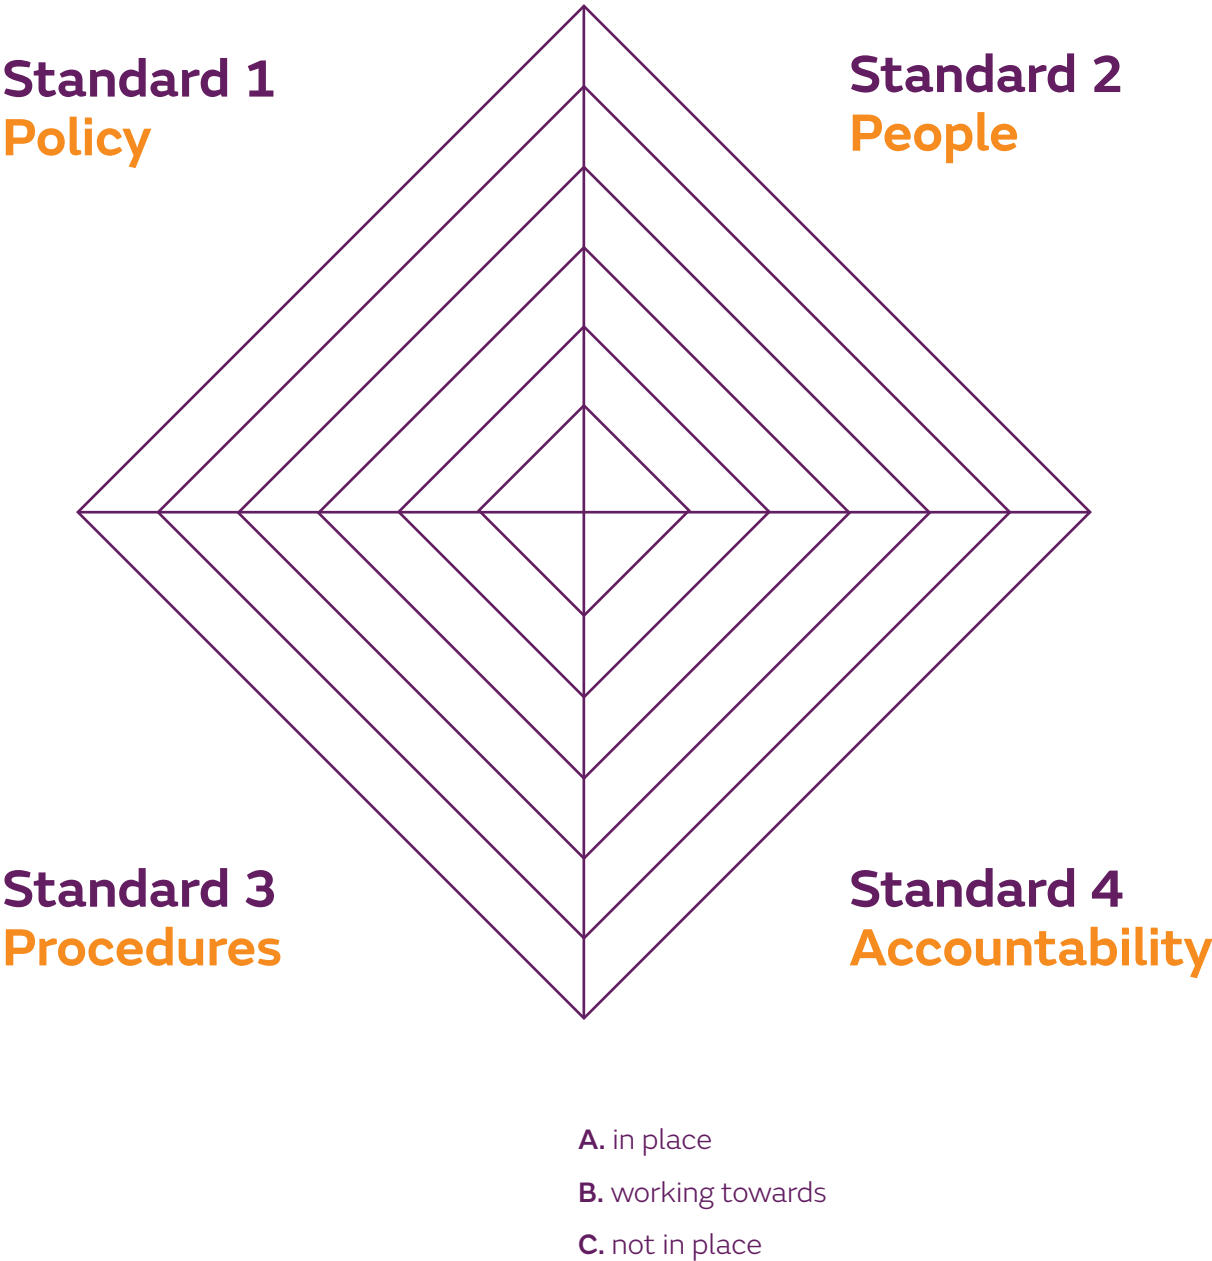 Standard 1
Policy
Standard 2
People
Standard 3
Procedures
Standard 4
Accountability
A. in place
B. working towards
C. not in place